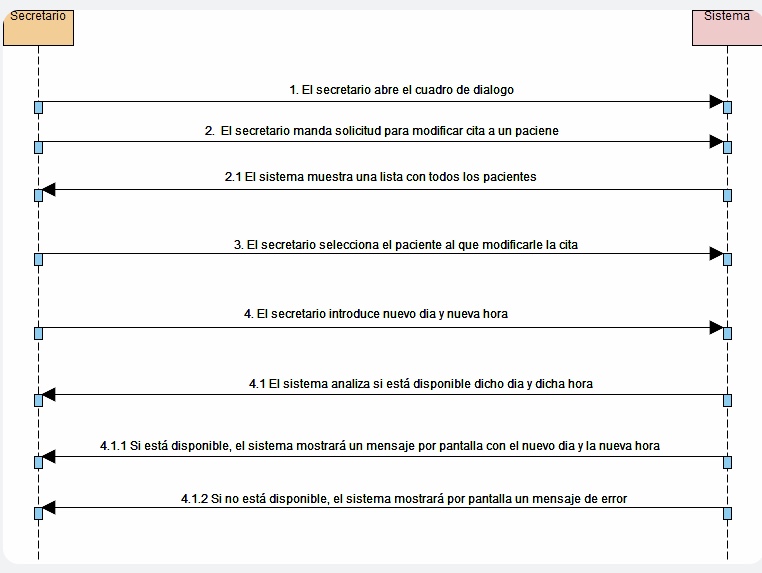 Secretario
Sistema
1. El secretario abre el cuadro de dialogo
2. El secretario manda solicitud para modificar cita a un paciene
2.1 El sistema muestra una lista con todos los pacientes
3. El secretario selecciona el paciente al que modificarle la cita
4. El secretario introduce nuevo dia y nueva hora
4.1 El sistema analiza si está disponible dicho dia y dicha hora
4.1.1 Si está disponible, el sistema mostrará un mensaje por pantalla con el nuevo dia y la nueva hora
4.1.2 Si no está disponible, el sistema mostrará por pantalla un mensaje de error